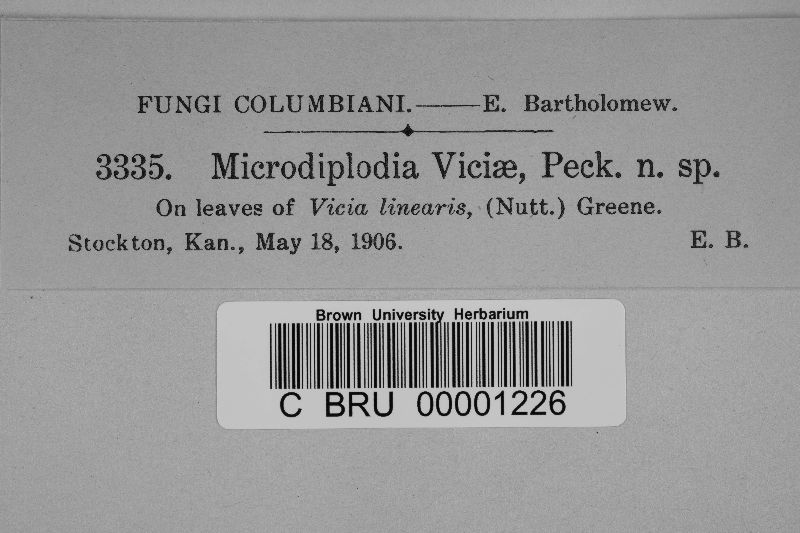 FUNGI COLUMBIANI.——E. Bartholomew.
3335. Microdiplodia Viciæ, Peck. n. sp.
On leaves of Vicia linearis, (Nutt.) Greene.
Stockton, Kan., May 18, 1906. E. B.
Brown University Herbarium
C BRU 00001226